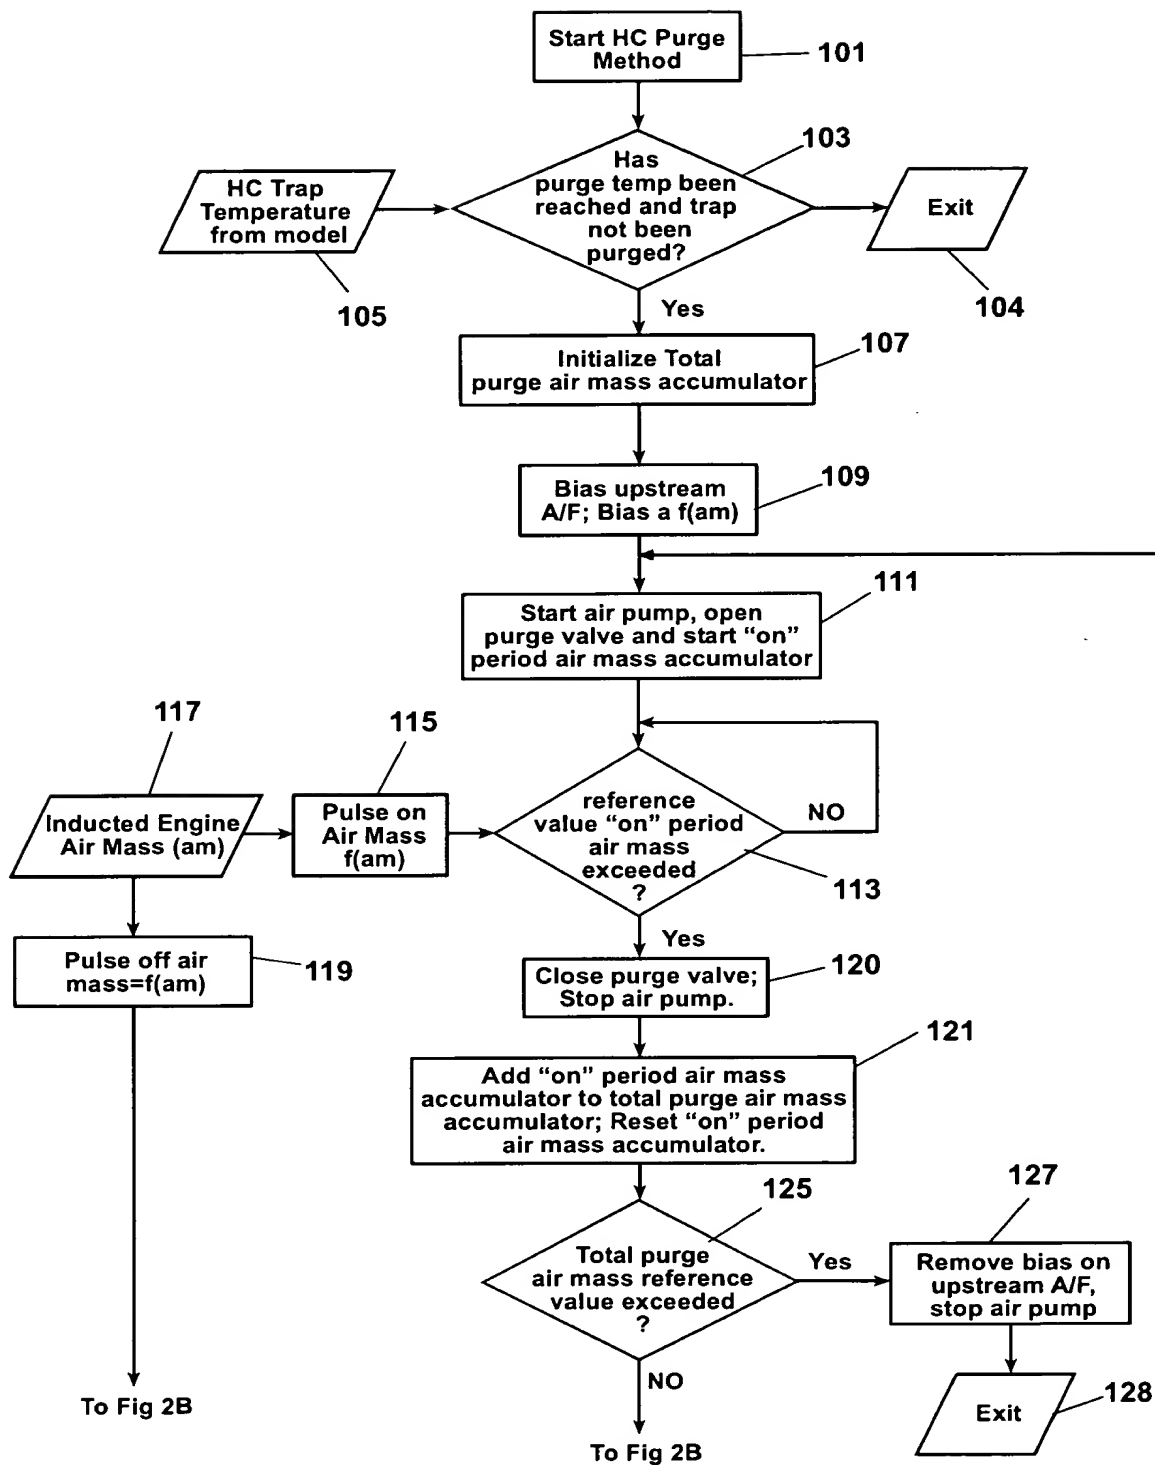 Start HC Purge
Method
101
103
Has
purge temp been
reached and trap
not been
purged?
HC Trap
Temperature
from model
105
Exit
104
Yes
107
Initialize Total
purge air mass accumulator
109
Bias upstream
A/F; Bias a f(am)
111
Start air pump, open
purge valve and start “on”
period air mass accumulator
117
115
Inducted Engine
Air Mass (am)
Pulse on
Air Mass
f(am)
reference
value “on” period
air mass
exceeded
?
NO
113
Pulse off air
mass=f(am)
119
Yes
Close purge valve;
Stop air pump.
120
121
Add “on” period air mass
accumulator to total purge air mass
accumulator; Reset “on” period
air mass accumulator.
125
127
Total purge
air mass reference
value exceeded
?
Yes
Remove bias on
upstream A/F,
stop air pump
NO
To Fig 2B
Exit
128
To Fig 2B